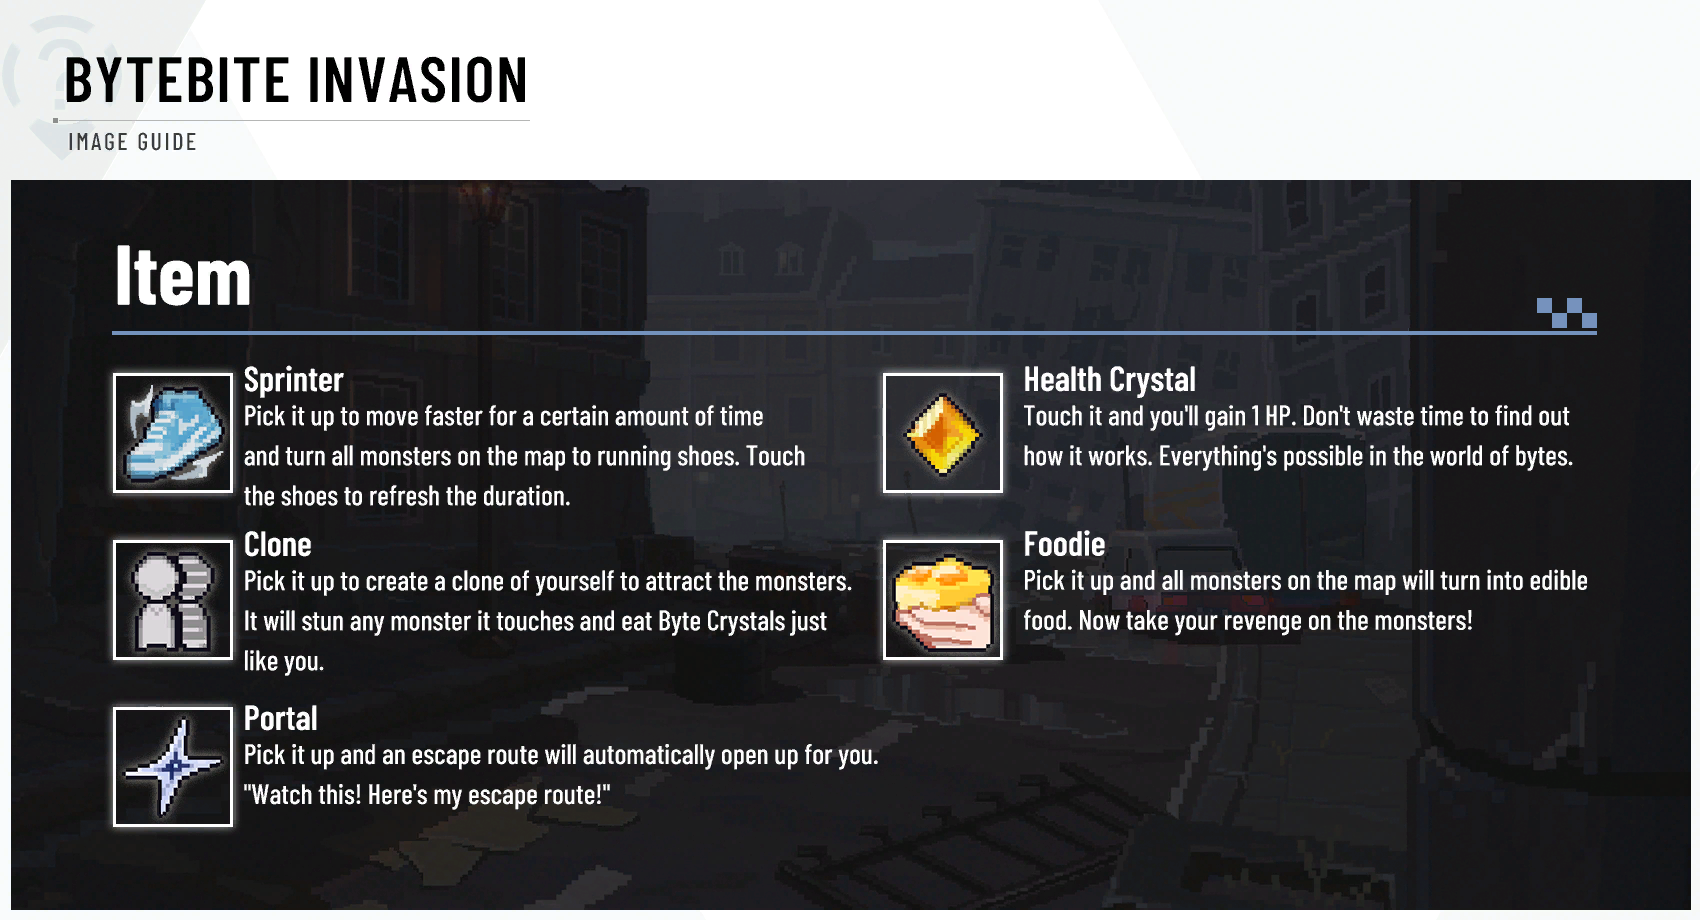 BYTEBITE INVASION
IMAGE GUIDE
Item
Sprinter
Pick it up to move faster for a certain amount of time
and turn all monsters on the map to running shoes. Touch
the shoes to refresh the duration.
Health Crystal
Touch it and you'll gain 1 HP. Don't waste time to find out
how it works. Everything's possible in the world of bytes.
Clone
Pick it up to create a clone of yourself to attract the monsters.
It will stun any monster it touches and eat Byte Crystals just
like you.
Foodie
Pick it up and all monsters on the map will turn into edible
food. Now take your revenge on the monsters!
Portal
Pick it up and an escape route will automatically open up for you.
"Watch this! Here's my escape route!"